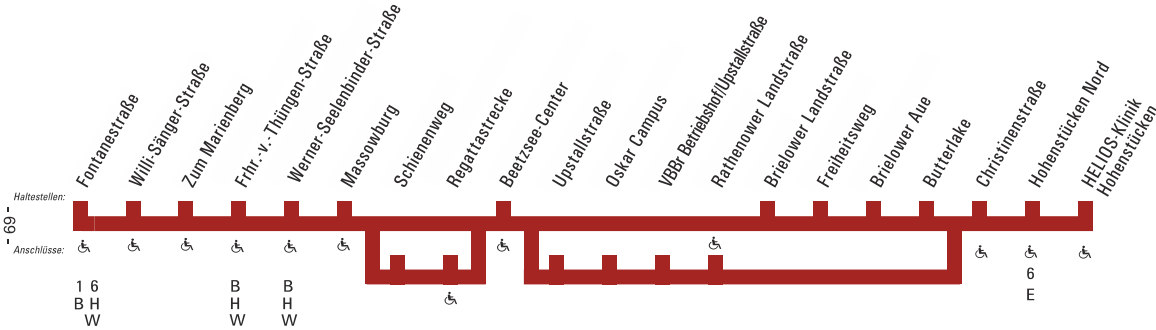 Fontanestraße
Willi-Sänger-Straße
Zum Marienberg
Frhr.-v.-Thüngen-Straße
Werner-Seelenbinder-Straße
Massowburg
Schienenweg
Regattastrecke
Beetzsee-Center
Upstallstraße
Oskar Campus
VBBr Betriebshof/Upstallstraße
Rathenower Landstraße
Brielower Landstraße
Freiheitsweg
Brielower Aue
Butterlake
Christinenstraße
Hohenstücken Nord
HELIOS-Klinik
Hohenstücken
Haltestellen:
- 69 -
Anschlüsse:
1 6 B B 6
B H H H E
W W W